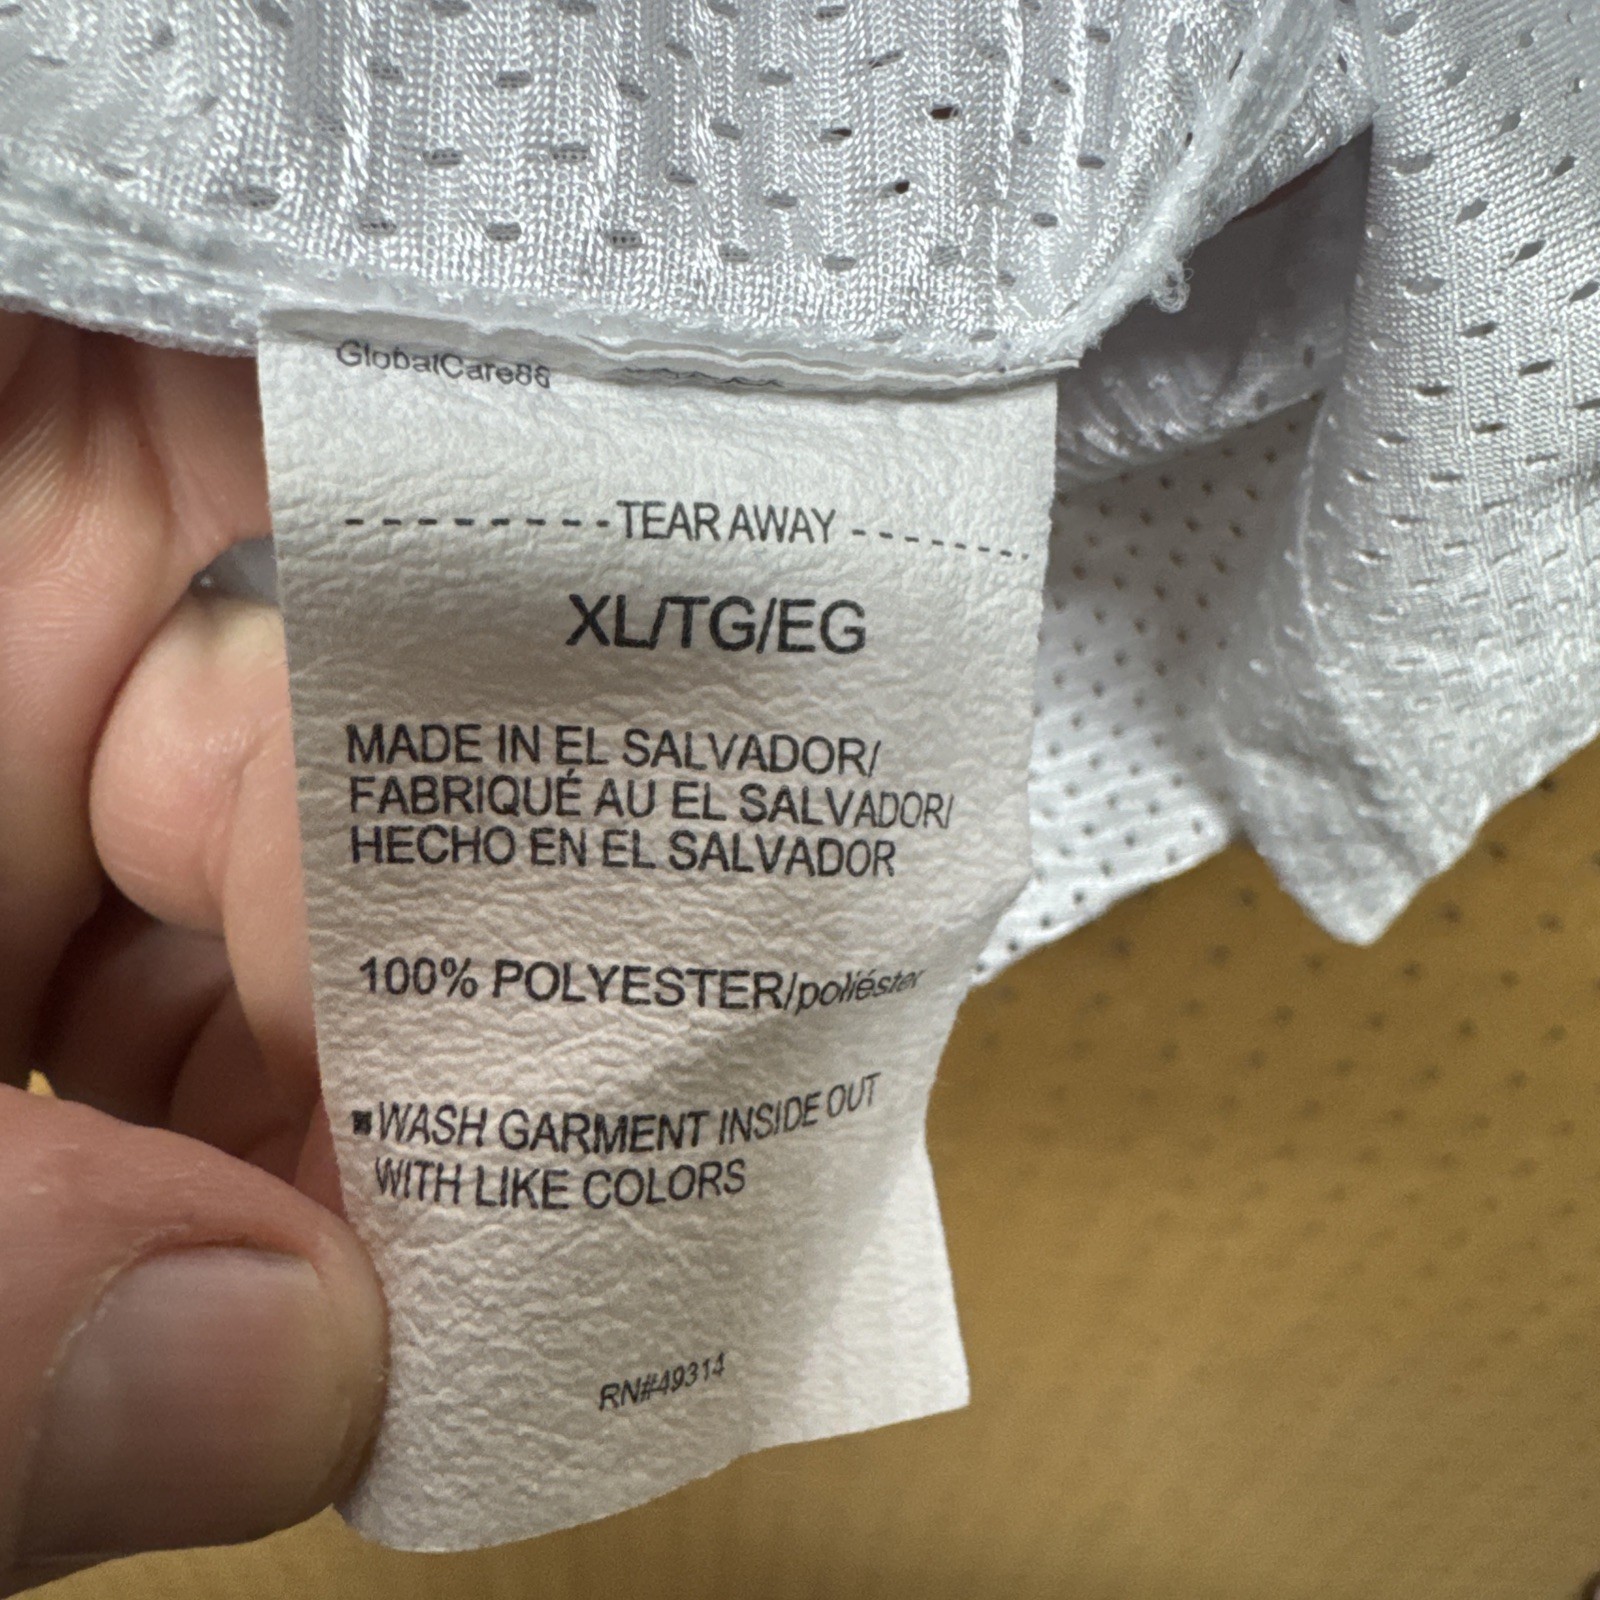 GlobalCare86
TEAR AWAY
XL/TG/EG
MADE IN EL SALVADOR/
FABRIQUÉ AU EL SALVADOR/
HECHO EN EL SALVADOR
100% POLYESTER/poliéster
▪WASH GARMENT INSIDE OUT
WITH LIKE COLORS
RN#49314